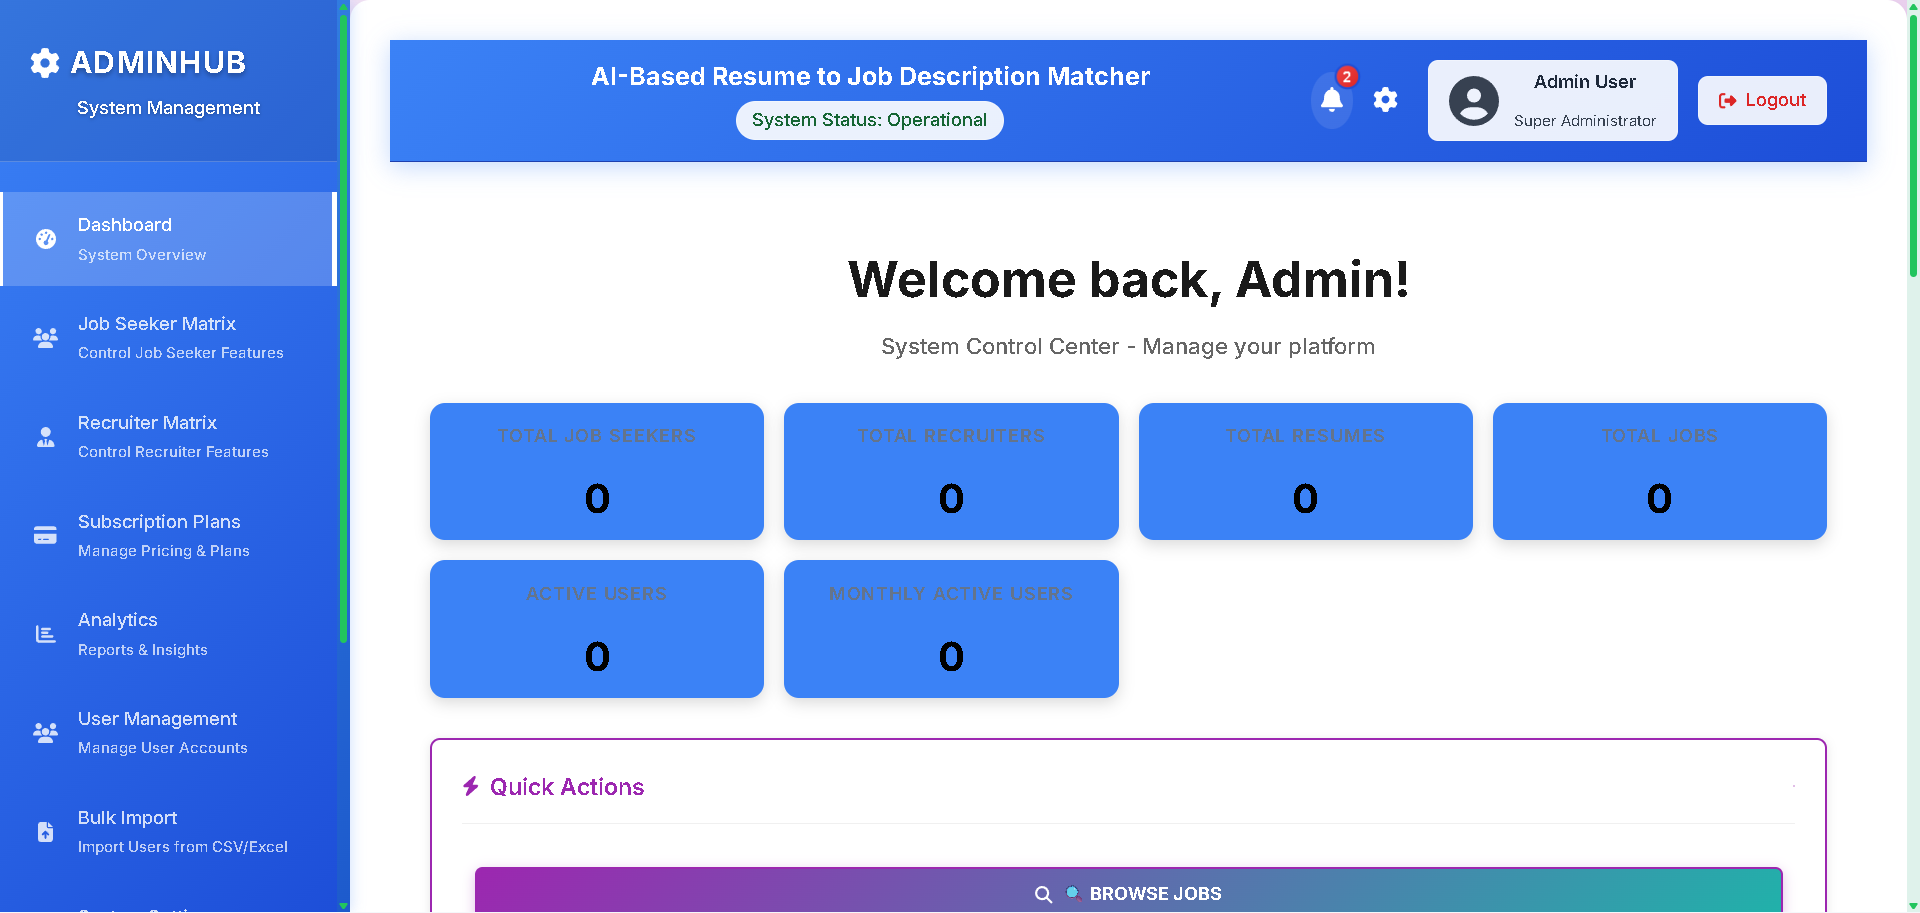 ADMINHUB
System Management
Dashboard
System Overview
Job Seeker Matrix
Control Job Seeker Features
Recruiter Matrix
Control Recruiter Features
Subscription Plans
Manage Pricing & Plans
Analytics
Reports & Insights
User Management
Manage User Accounts
Bulk Import
Import Users from CSV/Excel
AI-Based Resume to Job Description Matcher
System Status: Operational
2
Admin User
Super Administrator
Logout
Welcome back, Admin!
System Control Center - Manage your platform
TOTAL JOB SEEKERS
0
TOTAL RECRUITERS
0
TOTAL RESUMES
0
TOTAL JOBS
0
ACTIVE USERS
0
MONTHLY ACTIVE USERS
0
Quick Actions
BROWSE JOBS